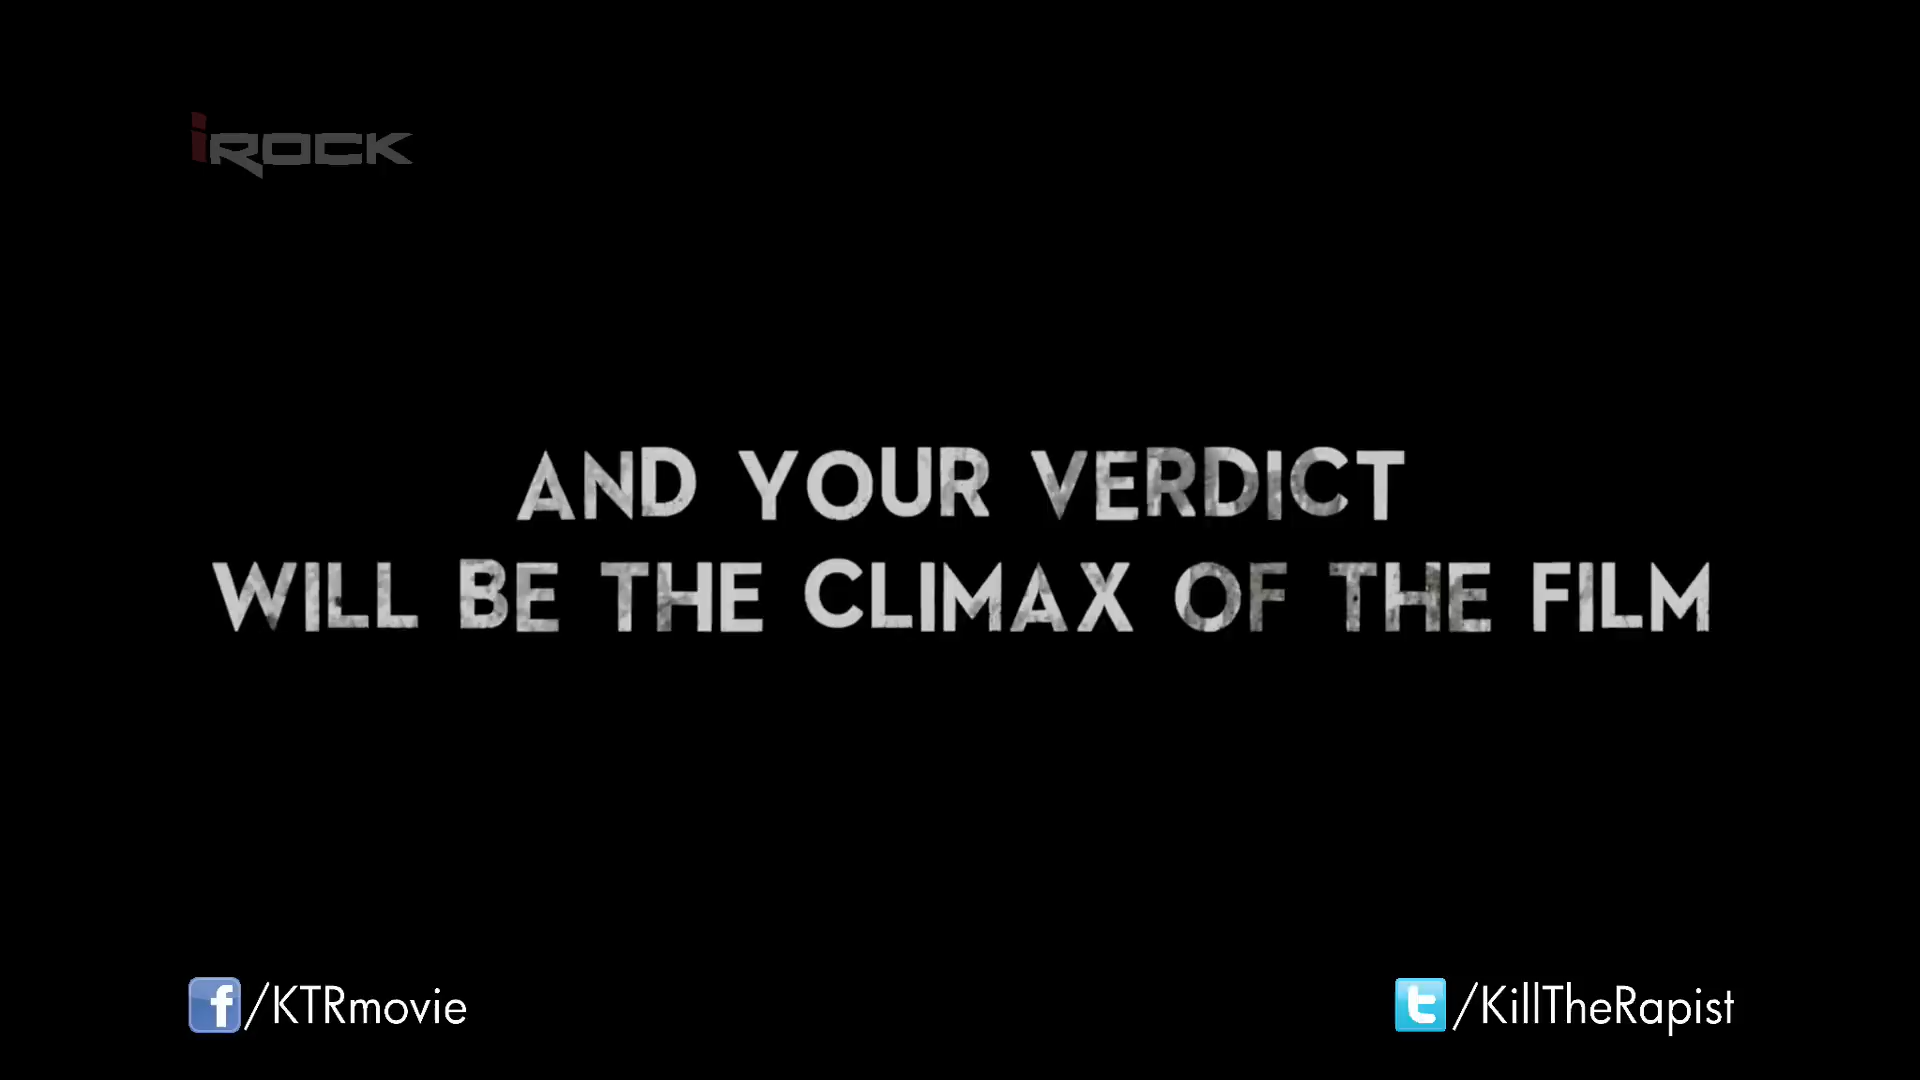 iROCK
AND YOUR VERDICT
WILL BE THE CLIMAX OF THE FILM
f/KTRmovie
t/KillTheRapist